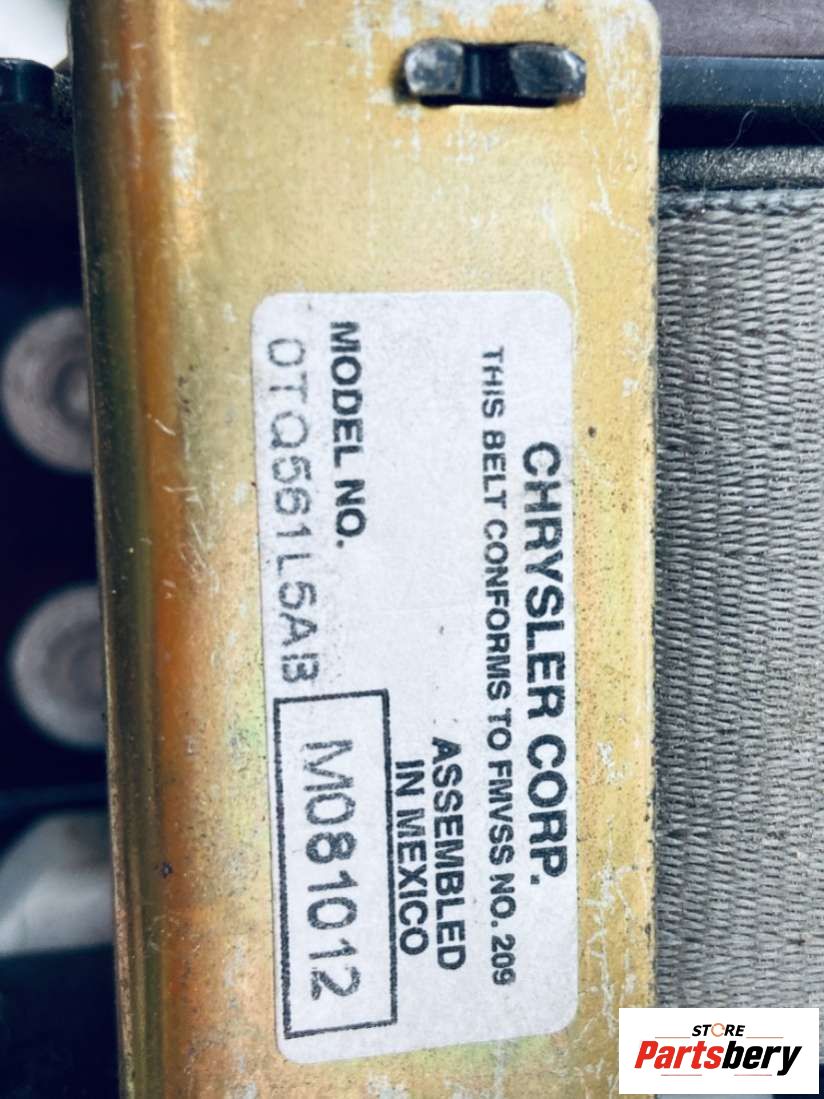 CHRYSLER CORP.
THIS BELT CONFORMS TO FMVSS NO. 209
ASSEMBLED
IN MEXICO
MODEL NO.
0TQ561L5AB
M081012
STORE
Partsbery